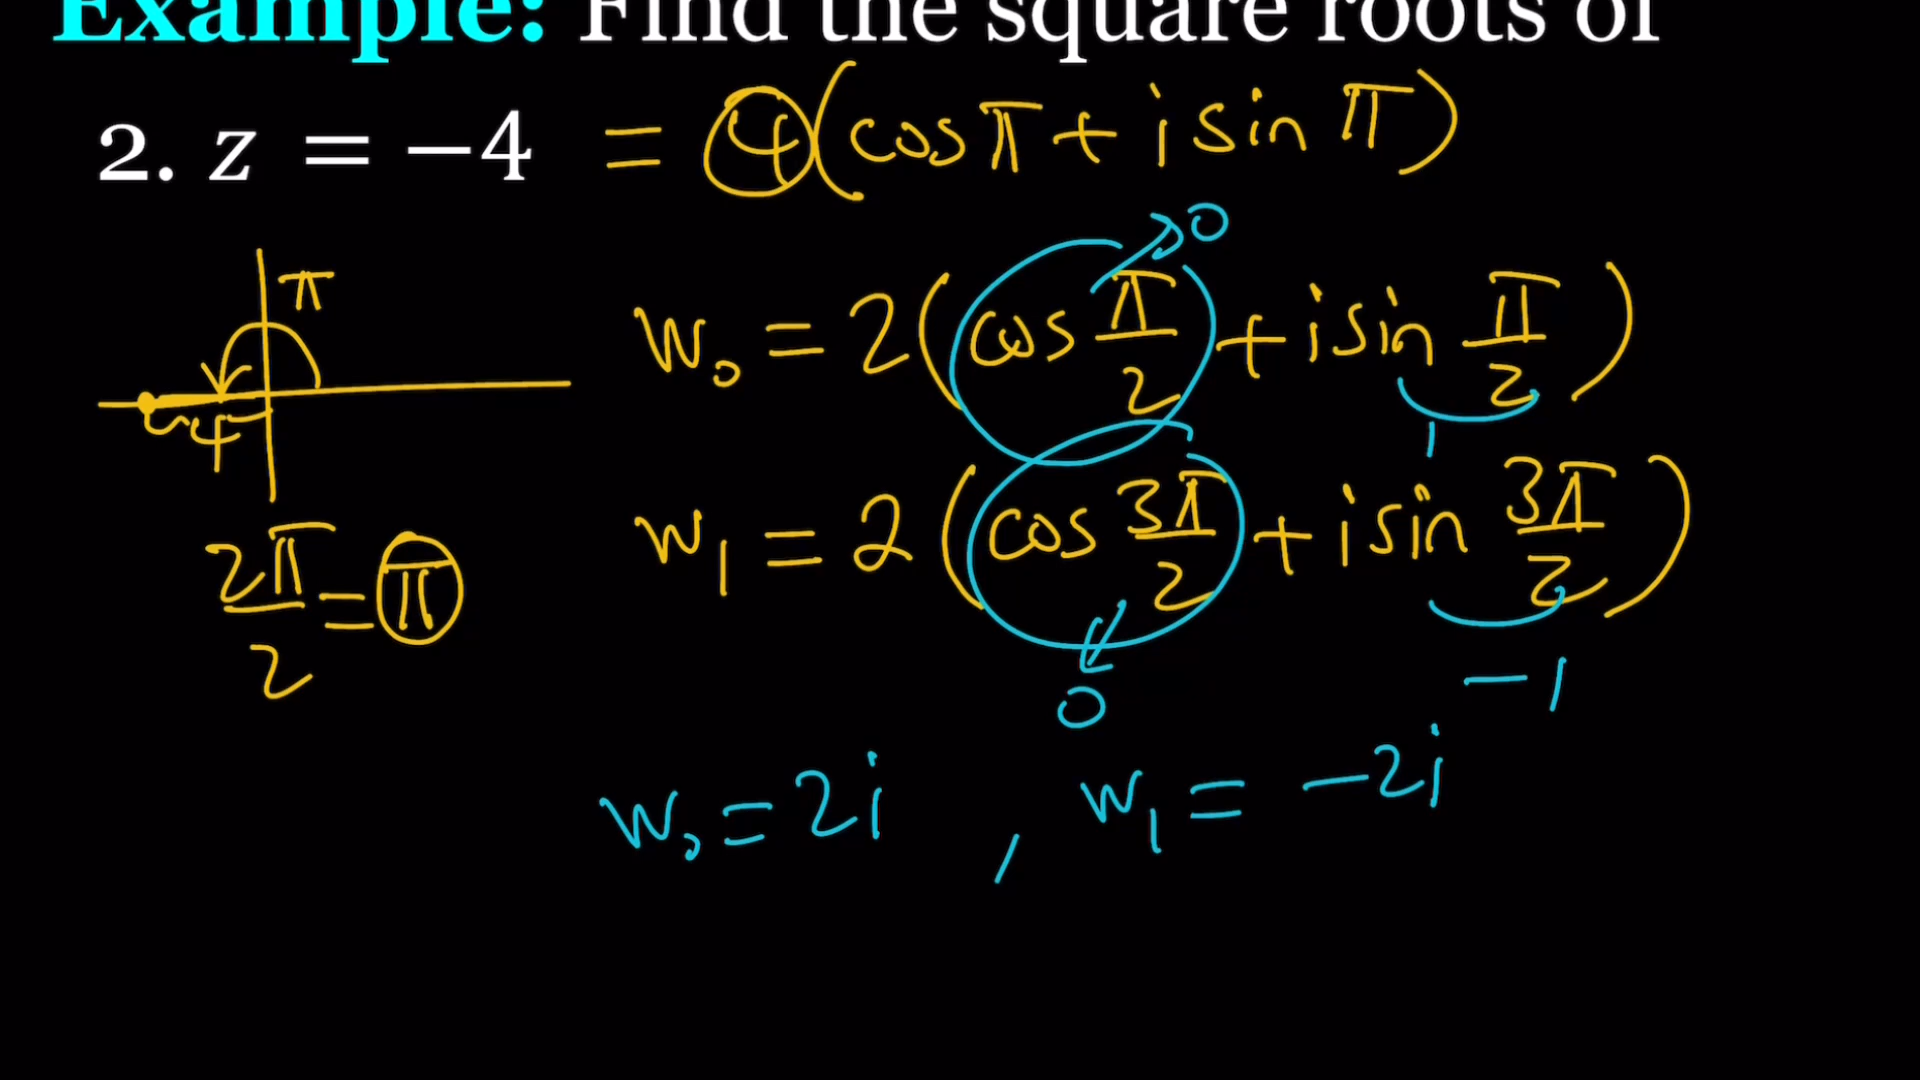 Example: Find the square roots of
2. z = −4 = 4(cos π + i sin π)
π
4
w₀ = 2(cos π/2 + i sin π/2)
0
1
w₁ = 2(cos 3π/2 + i sin 3π/2)
0
−1
2π/2 = π
w₀ = 2i , w₁ = −2i